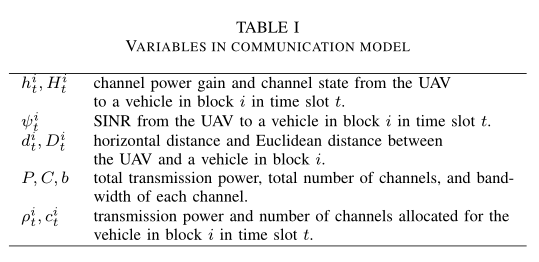 TABLE I
VARIABLES IN COMMUNICATION MODEL
$h_t^i, H_t^i$ channel power gain and channel state from the UAV
to a vehicle in block $i$ in time slot $t$.
$\psi_t^i$ SINR from the UAV to a vehicle in block $i$ in time slot $t$.
$d_t^i, D_t^i$ horizontal distance and Euclidean distance between
the UAV and a vehicle in block $i$.
$P, C, b$ total transmission power, total number of channels, and band-
width of each channel.
$\rho_t^i, c_t^i$ transmission power and number of channels allocated for the
vehicle in block $i$ in time slot $t$.